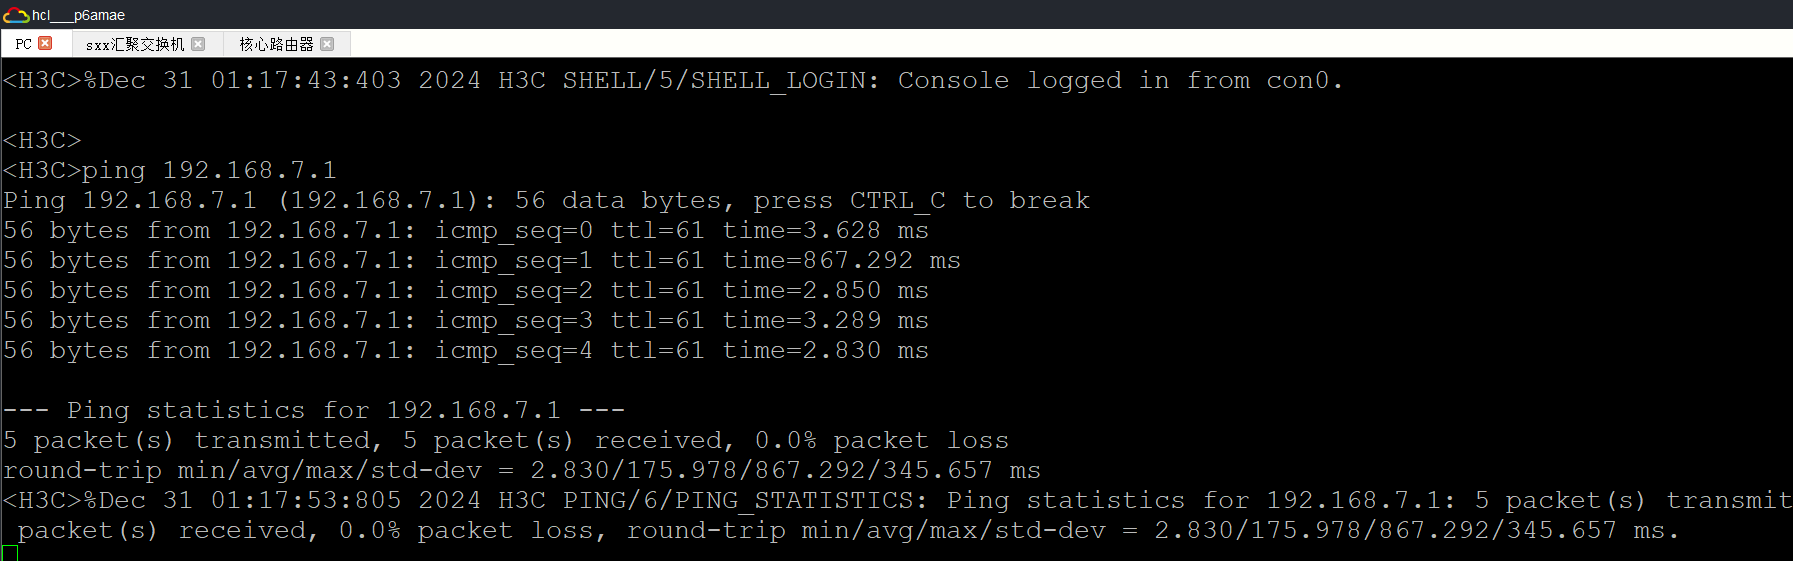 hcl___p6amae
PC sxx汇聚交换机 核心路由器
<H3C>%Dec 31 01:17:43:403 2024 H3C SHELL/5/SHELL_LOGIN: Console logged in from con0.
<H3C>
<H3C>ping 192.168.7.1
Ping 192.168.7.1 (192.168.7.1): 56 data bytes, press CTRL_C to break
56 bytes from 192.168.7.1: icmp_seq=0 ttl=61 time=3.628 ms
56 bytes from 192.168.7.1: icmp_seq=1 ttl=61 time=867.292 ms
56 bytes from 192.168.7.1: icmp_seq=2 ttl=61 time=2.850 ms
56 bytes from 192.168.7.1: icmp_seq=3 ttl=61 time=3.289 ms
56 bytes from 192.168.7.1: icmp_seq=4 ttl=61 time=2.830 ms
--- Ping statistics for 192.168.7.1 ---
5 packet(s) transmitted, 5 packet(s) received, 0.0% packet loss
round-trip min/avg/max/std-dev = 2.830/175.978/867.292/345.657 ms
<H3C>%Dec 31 01:17:53:805 2024 H3C PING/6/PING_STATISTICS: Ping statistics for 192.168.7.1: 5 packet(s) transmit
packet(s) received, 0.0% packet loss, round-trip min/avg/max/std-dev = 2.830/175.978/867.292/345.657 ms.